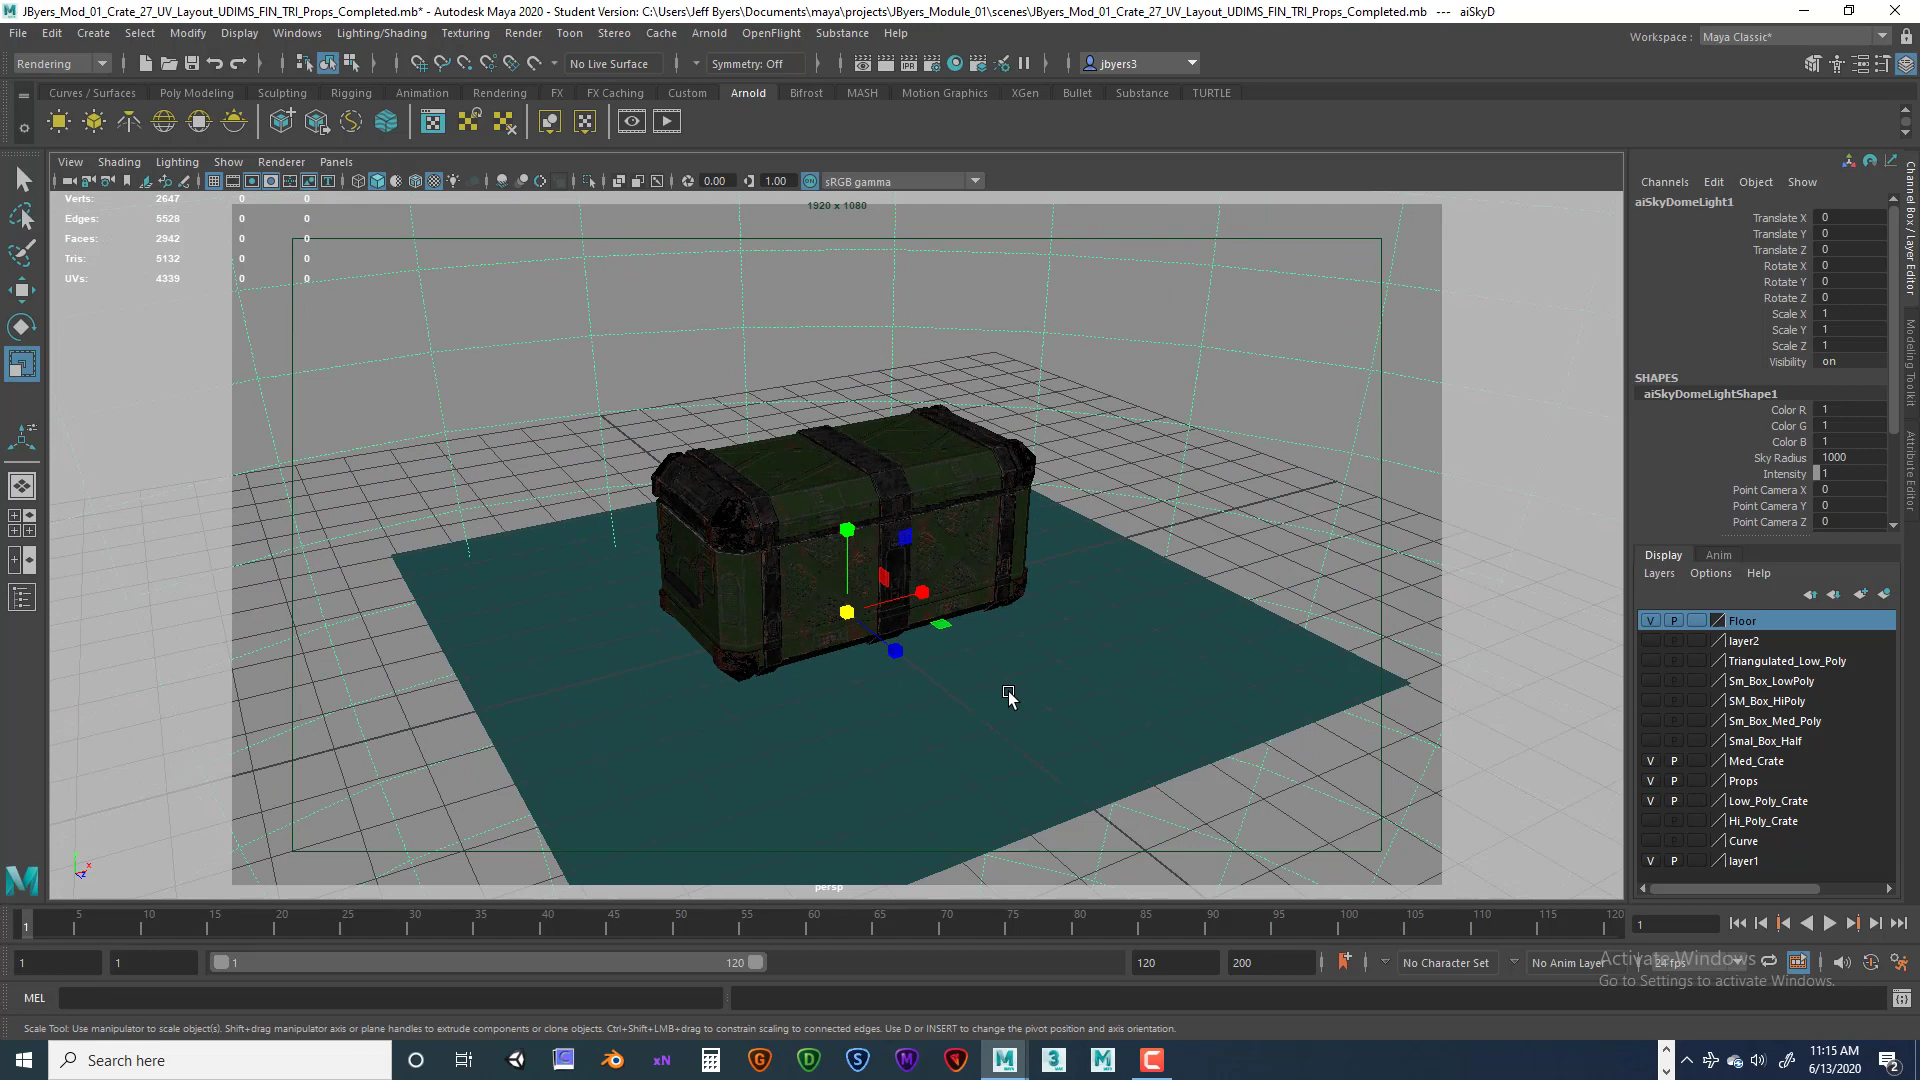 JByers_Mod_01_Crate_27_UV_Layout_UDIMS_FIN_TRI_Props_Completed.mb* - Autodesk Maya 2020 - Student Version: C:\Users\Jeff Byers\Documents\maya\projects\JByers_Module_01\scenes\JByers_Mod_01_Crate_27_UV_Layout_UDIMS_FIN_TRI_Props_Completed.mb --- aiSkyD
File Edit Create Select Modify Display Windows Lighting/Shading Texturing Render Toon Stereo Cache Arnold OpenFlight Substance Help
Workspace : Maya Classic*
Rendering No Live Surface Symmetry: Off jbyers3
Curves / Surfaces Poly Modeling Sculpting Rigging Animation Rendering FX FX Caching Custom Arnold Bifrost MASH Motion Graphics XGen Bullet Substance TURTLE
View Shading Lighting Show Renderer Panels
0.00 1.00 sRGB gamma
1920 x 1080
Verts: 2647 0 0
Edges: 5528 0 0
Faces: 2942 0 0
Tris: 5132 0 0
UVs: 4339 0 0
persp
Channels Edit Object Show
aiSkyDomeLight1
Translate X 0
Translate Y 0
Translate Z 0
Rotate X 0
Rotate Y 0
Rotate Z 0
Scale X 1
Scale Y 1
Scale Z 1
Visibility on
SHAPES
aiSkyDomeLightShape1
Color R 1
Color G 1
Color B 1
Sky Radius 1000
Intensity 1
Point Camera X 0
Point Camera Y 0
Point Camera Z 0
Channel Box / Layer Editor
Modeling Toolkit
Attribute Editor
Display Anim
Layers Options Help
V P Floor
layer2
Triangulated_Low_Poly
Sm_Box_LowPoly
SM_Box_HiPoly
Sm_Box_Med_Poly
Smal_Box_Half
V P Med_Crate
V P Props
V P Low_Poly_Crate
Hi_Poly_Crate
Curve
V P layer1
1 5 10 15 20 25 30 35 40 45 50 55 60 65 70 75 80 85 90 95 100 105 110 115 120
1
1 1 1 120 120 200 No Character Set No Anim Layer 24 fps
Activate Windows
Go to Settings to activate Windows.
MEL
Scale Tool: Use manipulator to scale object(s). Shift+drag manipulator axis or plane handles to extrude components or clone objects. Ctrl+Shift+LMB+drag to constrain scaling to connected edges. Use D or INSERT to change the pivot position and axis orientation.
Search here
11:15 AM
6/13/2020
2